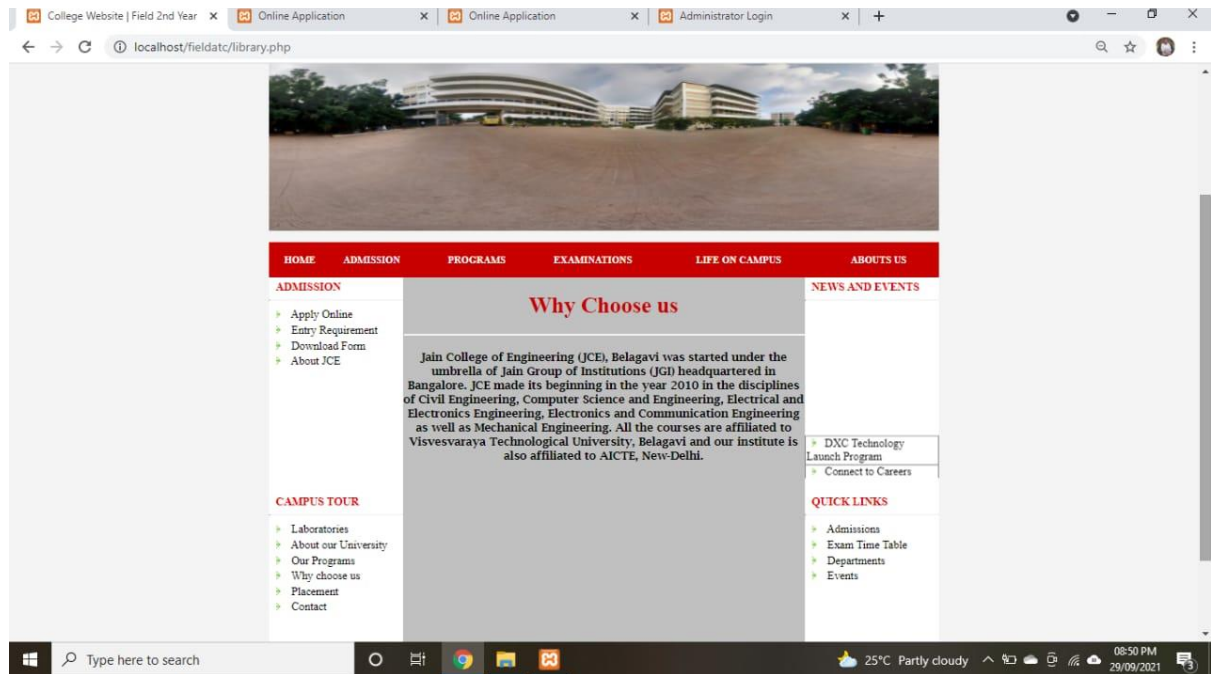 College Website | Field 2nd Year
Online Application
Online Application
Administrator Login
localhost/fieldatc/library.php
HOME ADMISSION PROGRAMS EXAMINATIONS LIFE ON CAMPUS ABOUTS US
ADMISSION
Apply Online
Entry Requirement
Download Form
About JCE
CAMPUS TOUR
Laboratories
About our University
Our Programs
Why choose us
Placement
Contact
Why Choose us
Jain College of Engineering (JCE), Belagavi was started under the
umbrella of Jain Group of Institutions (JGI) headquartered in
Bangalore. JCE made its beginning in the year 2010 in the disciplines
of Civil Engineering, Computer Science and Engineering, Electrical and
Electronics Engineering, Electronics and Communication Engineering
as well as Mechanical Engineering. All the courses are affiliated to
Visvesvaraya Technological University, Belagavi and our institute is
also affiliated to AICTE, New-Delhi.
NEWS AND EVENTS
DXC Technology
Launch Program
Connect to Careers
QUICK LINKS
Admissions
Exam Time Table
Departments
Events
Type here to search
25°C Partly cloudy
08:50 PM
29/09/2021
3